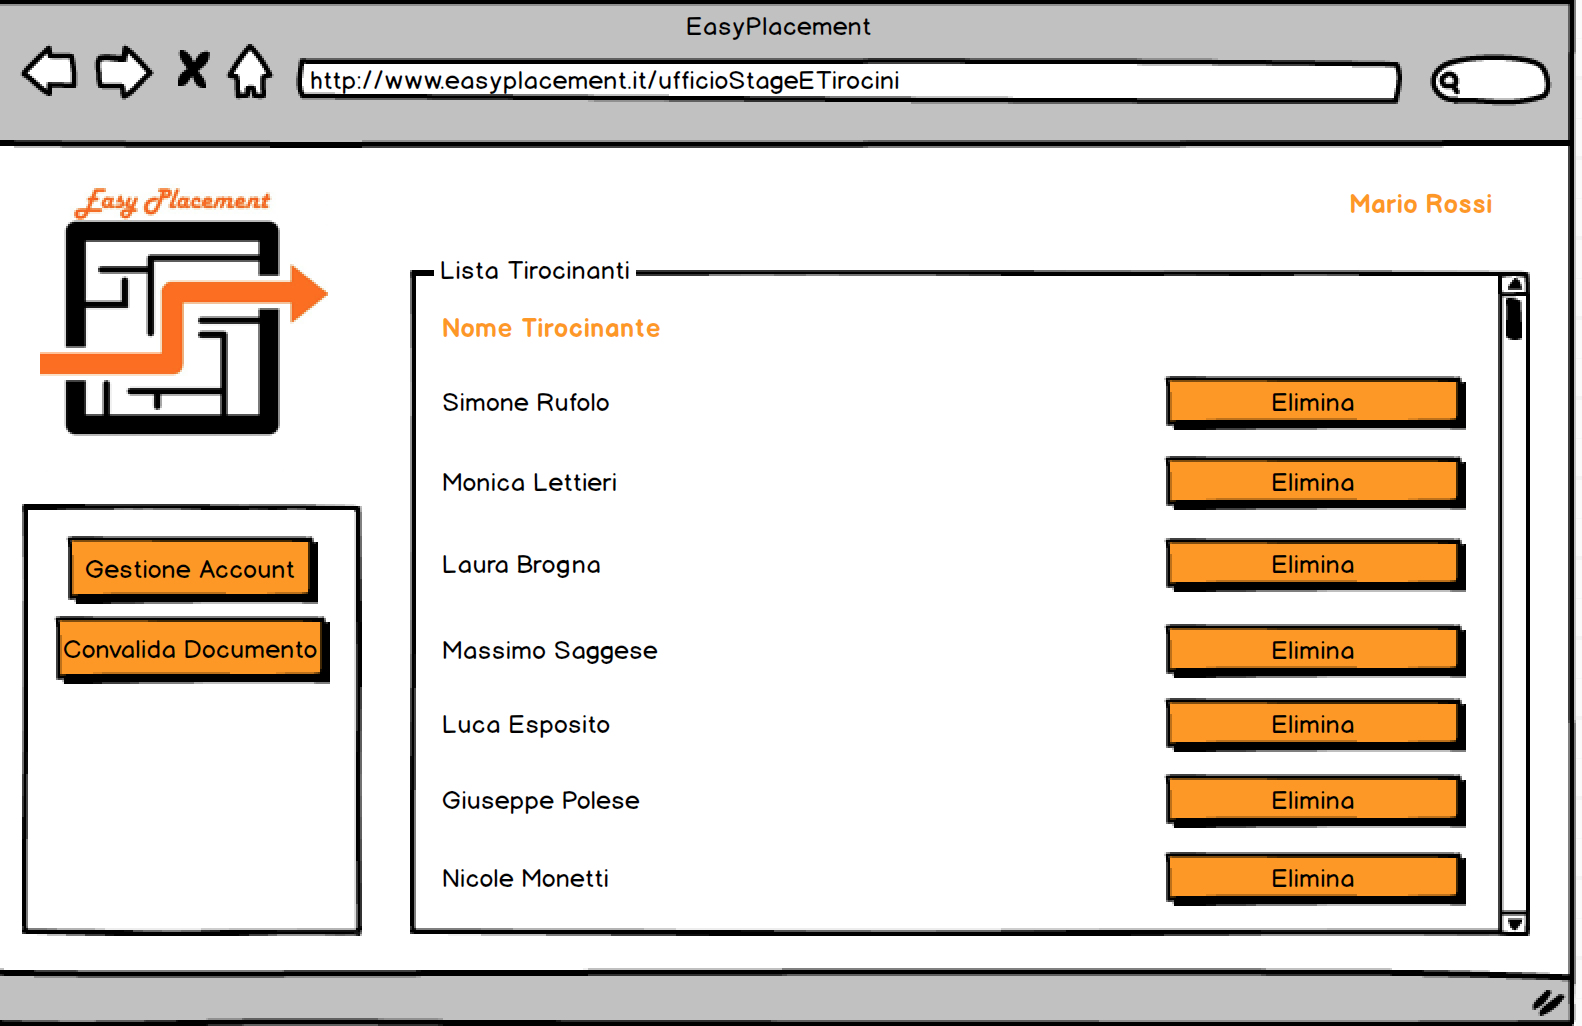 EasyPlacement
http://www.easyplacement.it/ufficioStageETirocini
Easy Placement
Mario Rossi
Lista Tirocinanti
Nome Tirocinante
Simone Rufolo
Elimina
Monica Lettieri
Elimina
Laura Brogna
Elimina
Massimo Saggese
Elimina
Luca Esposito
Elimina
Giuseppe Polese
Elimina
Nicole Monetti
Elimina
Gestione Account
Convalida Documento